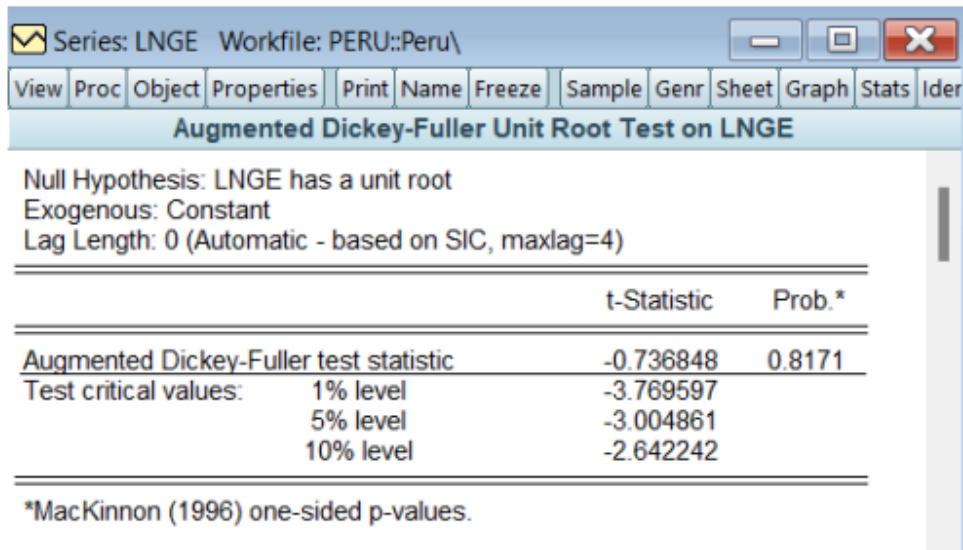 Series: LNGE Workfile: PERU::Peru\
View Proc Object Properties Print Name Freeze Sample Genr Sheet Graph Stats Iden
Augmented Dickey-Fuller Unit Root Test on LNGE
Null Hypothesis: LNGE has a unit root
Exogenous: Constant
Lag Length: 0 (Automatic - based on SIC, maxlag=4)
t-Statistic Prob.*
Augmented Dickey-Fuller test statistic -0.736848 0.8171
Test critical values: 1% level -3.769597
5% level -3.004861
10% level -2.642242
*MacKinnon (1996) one-sided p-values.